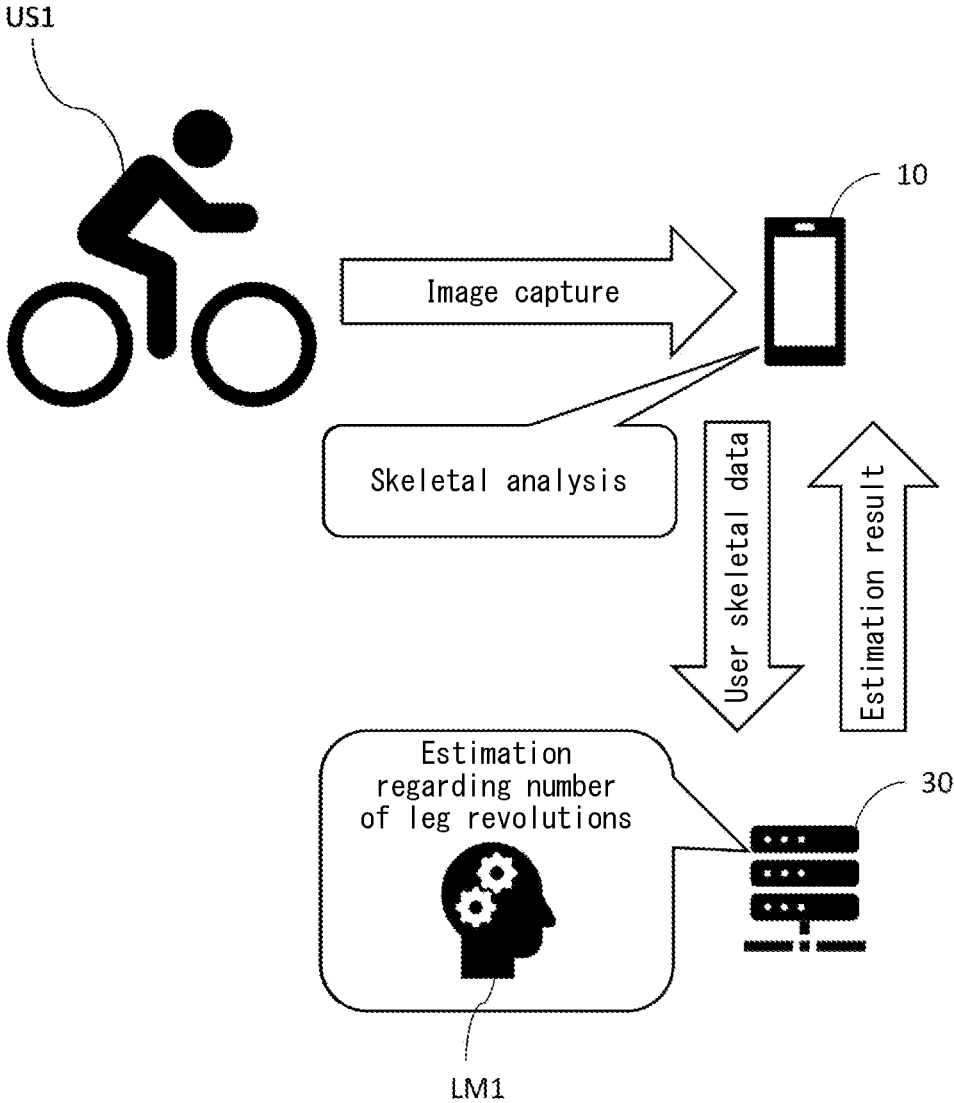 US1
10
Image capture
Skeletal analysis
User skeletal data
Estimation result
Estimation
regarding number
of leg revolutions
30
LM1